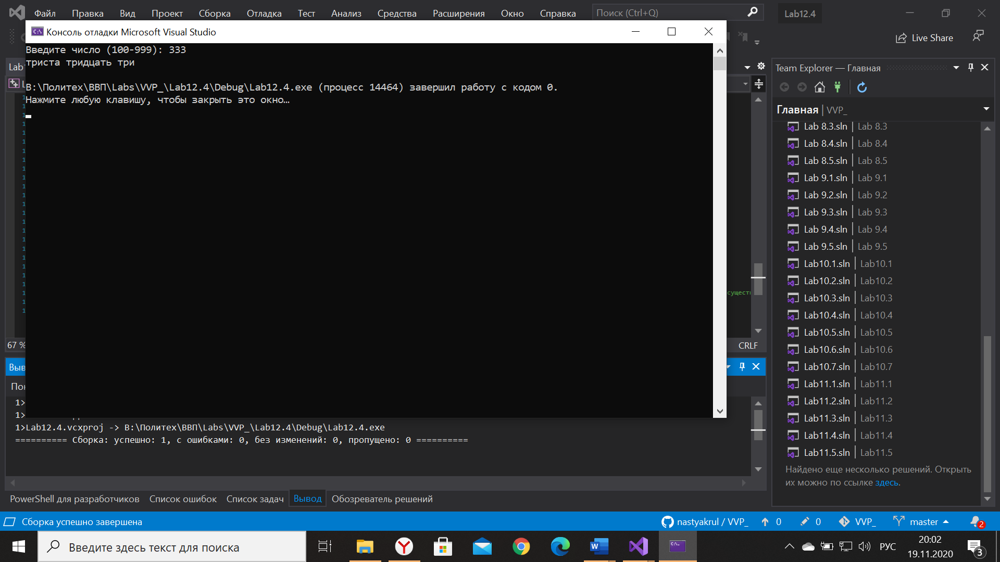 Файл Правка Вид Проект Сборка Отладка Тест Анализ Средства Расширения Окно Справка Поиск (Ctrl+Q) Lab12.4
Консоль отладки Microsoft Visual Studio
Live Share
Введите число (100-999): 333
триста тридцать три
B:\Политех\ВВП\Labs\VVP_\Lab12.4\Debug\Lab12.4.exe (процесс 14464) завершил работу с кодом 0.
Нажмите любую клавишу, чтобы закрыть это окно…
Lab
67 %
CRLF
1>
1>
1>Lab12.4.vcxproj -> B:\Политех\ВВП\Labs\VVP_\Lab12.4\Debug\Lab12.4.exe
========== Сборка: успешно: 1, с ошибками: 0, без изменений: 0, пропущено: 0 ==========
PowerShell для разработчиков Список ошибок Список задач Вывод Обозреватель решений
Team Explorer — Главная
Главная | VVP_
Lab 8.3.sln | Lab 8.3
Lab 8.4.sln | Lab 8.4
Lab 8.5.sln | Lab 8.5
Lab 9.1.sln | Lab 9.1
Lab 9.2.sln | Lab 9.2
Lab 9.3.sln | Lab 9.3
Lab 9.4.sln | Lab 9.4
Lab 9.5.sln | Lab 9.5
Lab10.1.sln | Lab10.1
Lab10.2.sln | Lab10.2
Lab10.3.sln | Lab10.3
Lab10.4.sln | Lab10.4
Lab10.5.sln | Lab10.5
Lab10.6.sln | Lab10.6
Lab10.7.sln | Lab10.7
Lab11.1.sln | Lab11.1
Lab11.2.sln | Lab11.2
Lab11.3.sln | Lab11.3
Lab11.4.sln | Lab11.4
Lab11.5.sln | Lab11.5
Найдено еще несколько решений. Открыть
их можно по ссылке здесь.
Сборка успешно завершена
nastyakrul / VVP_ 0 0 VVP_ master 2
Введите здесь текст для поиска
РУС
20:02
19.11.2020
3